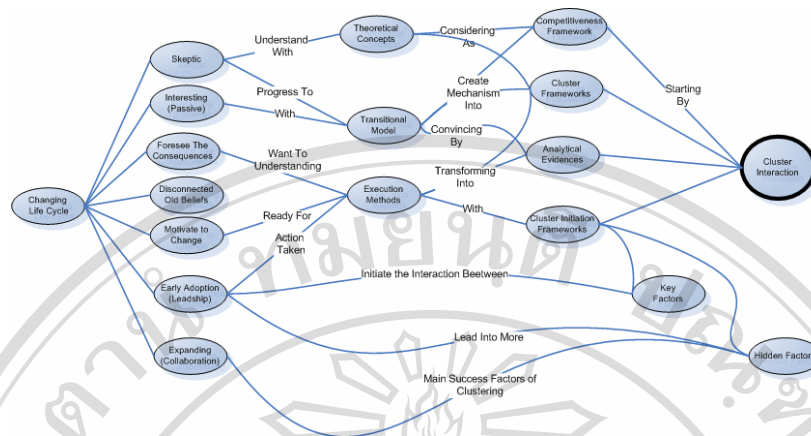 Competitiveness
Framework
Theoretical
Concepts
Considering
As
Understand
With
Skeptic
Starting
By
Create
Mechanism
Into
Cluster
Frameworks
Progress To
With
Interesting
(Passive)
Transitional
Model
Convincing
By
Foresee The
Consequences
Want To
Understanding
Analytical
Evidences
Cluster
Interaction
Transforming
Into
Disconnected
Old Beliefs
Execution
Methods
Changing
Life Cycle
With
Ready For
Motivate to
Change
Cluster Initiation
Frameworks
Action
Taken
Initiate the Interaction Beetween
Early Adoption
(Leadship)
Key
Factors
Lead Into More
Expanding
(Collaboration)
Hidden Factor
Main Success Factors of
Clustering